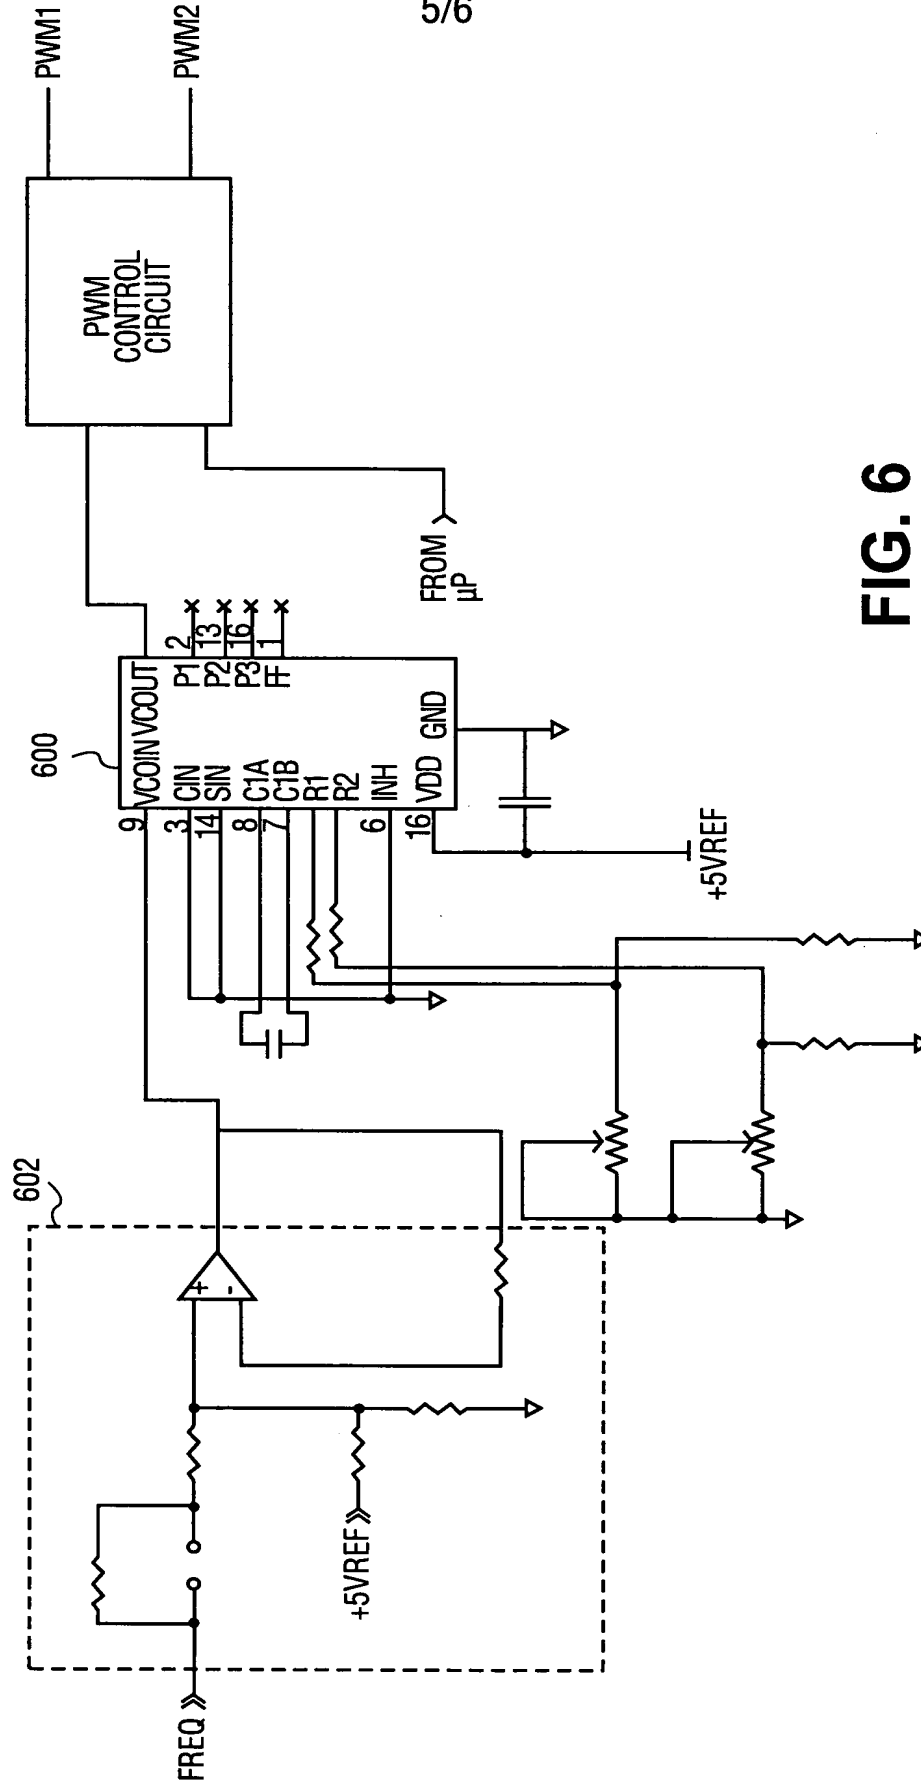 5/6
FREQ
602
+
-
+5VREF
600
9 VCOIN
3 CIN
14 SIN
8 C1A
7 C1B
R1
R2
6 INH
16 VDD
VCOUT
P1 2
P2 13
P3 16
FF 1
GND
+5VREF
FROM
µP
PWM
CONTROL
CIRCUIT
PWM1
PWM2
FIG. 6